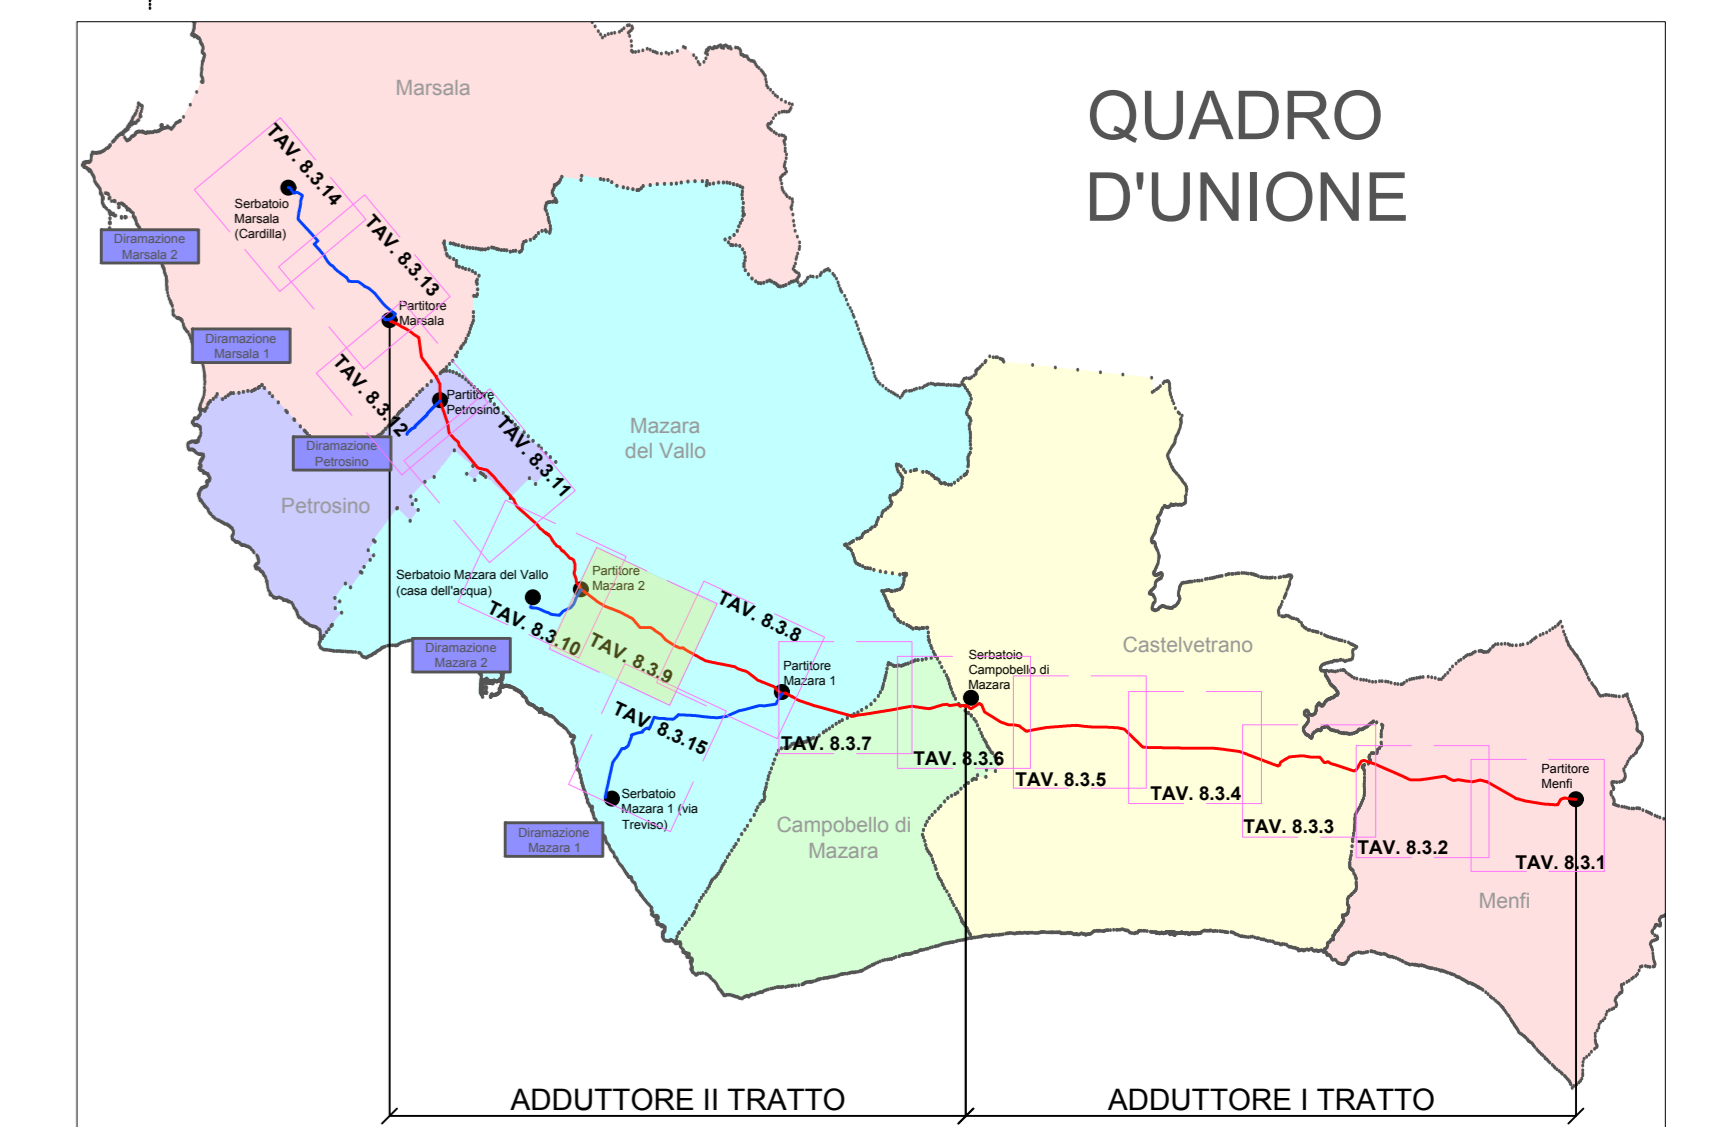 QUADRO
D'UNIONE
Marsala
TAV. 8.3.14
Serbatoio
Marsala
(Cardilla)
Diramazione
Marsala 2
TAV. 8.3.13
Partitore
Marsala
Diramazione
Marsala 1
TAV. 8.3.12
Partitore
Petrosino
Diramazione
Petrosino
TAV. 8.3.11
Mazara
del Vallo
Petrosino
Serbatoio Mazara del Vallo
(casa dell'acqua)
Partitore
Mazara 2
TAV. 8.3.10
TAV. 8.3.9
TAV. 8.3.8
Diramazione
Mazara 2
Partitore
Mazara 1
Serbatoio
Campobello di
Mazara
Castelvetrano
TAV. 8.3.15
TAV. 8.3.7
TAV. 8.3.6
TAV. 8.3.5
TAV. 8.3.4
TAV. 8.3.3
TAV. 8.3.2
TAV. 8.3.1
Partitore
Menfi
Serbatoio
Mazara 1 (via
Treviso)
Diramazione
Mazara 1
Campobello di
Mazara
Menfi
ADDUTTORE II TRATTO
ADDUTTORE I TRATTO